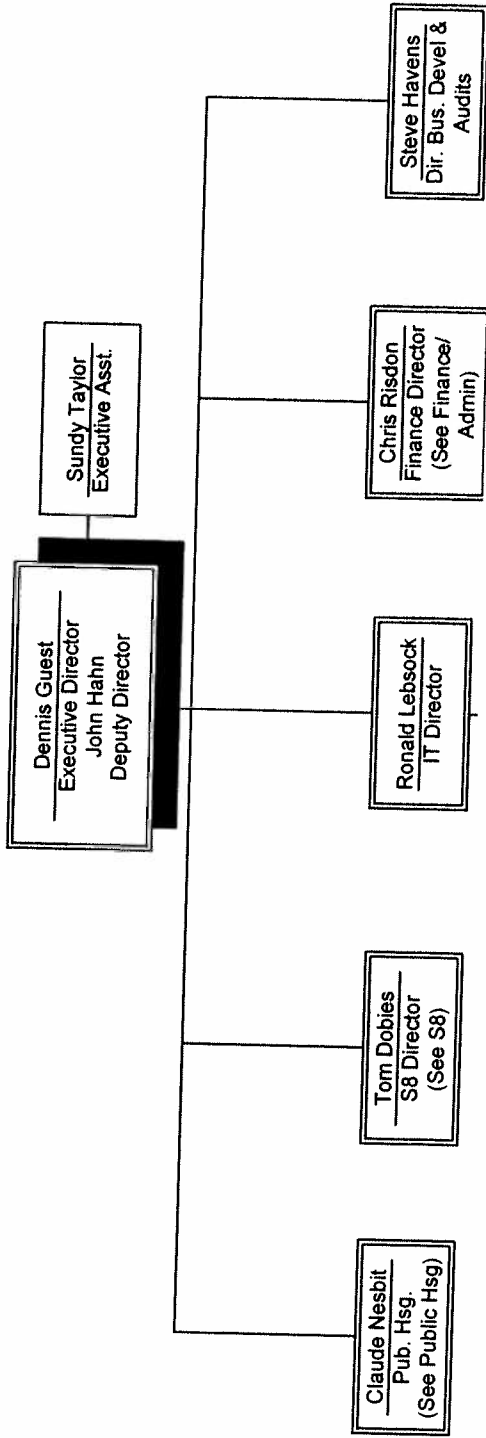 Dennis Guest
Executive Director
John Hahn
Deputy Director
Sundy Taylor
Executive Asst.
Claude Nesbit
Pub. Hsg.
(See Public Hsg)
Tom Dobies
S8 Director
(See S8)
Ronald Lebsock
IT Director
Chris Risdon
Finance Director
(See Finance/
Admin)
Steve Havens
Dir. Bus. Devel &
Audits